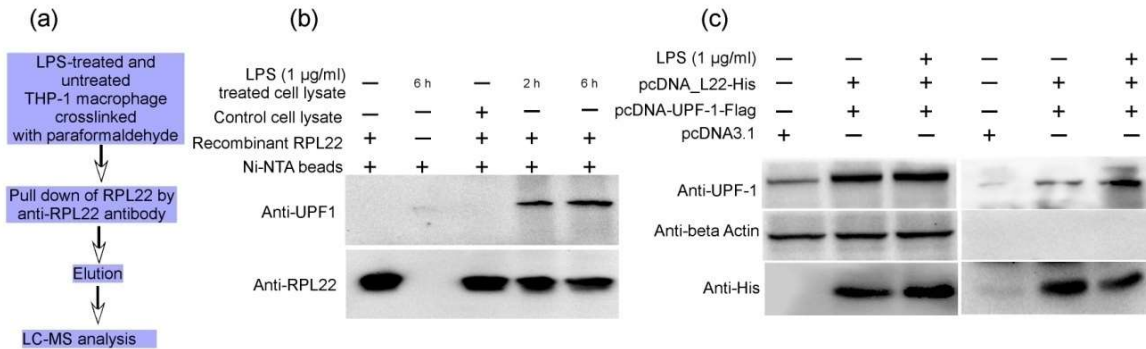 (a)
LPS-treated and
untreated
THP-1 macrophage
crosslinked
with paraformaldehyde
Pull down of RPL22 by
anti-RPL22 antibody
Elution
LC-MS analysis
(b)
LPS (1 µg/ml)
treated cell lysate — 6 h — 2 h 6 h
Control cell lysate — — + — —
Recombinant RPL22 + — + + +
Ni-NTA beads + + + + +
Anti-UPF1
Anti-RPL22
(c)
LPS (1 µg/ml) — — + — — +
pcDNA_L22-His — + + — + +
pcDNA-UPF-1-Flag — + + — + +
pcDNA3.1 + — — + — —
Anti-UPF-1
Anti-beta Actin
Anti-His